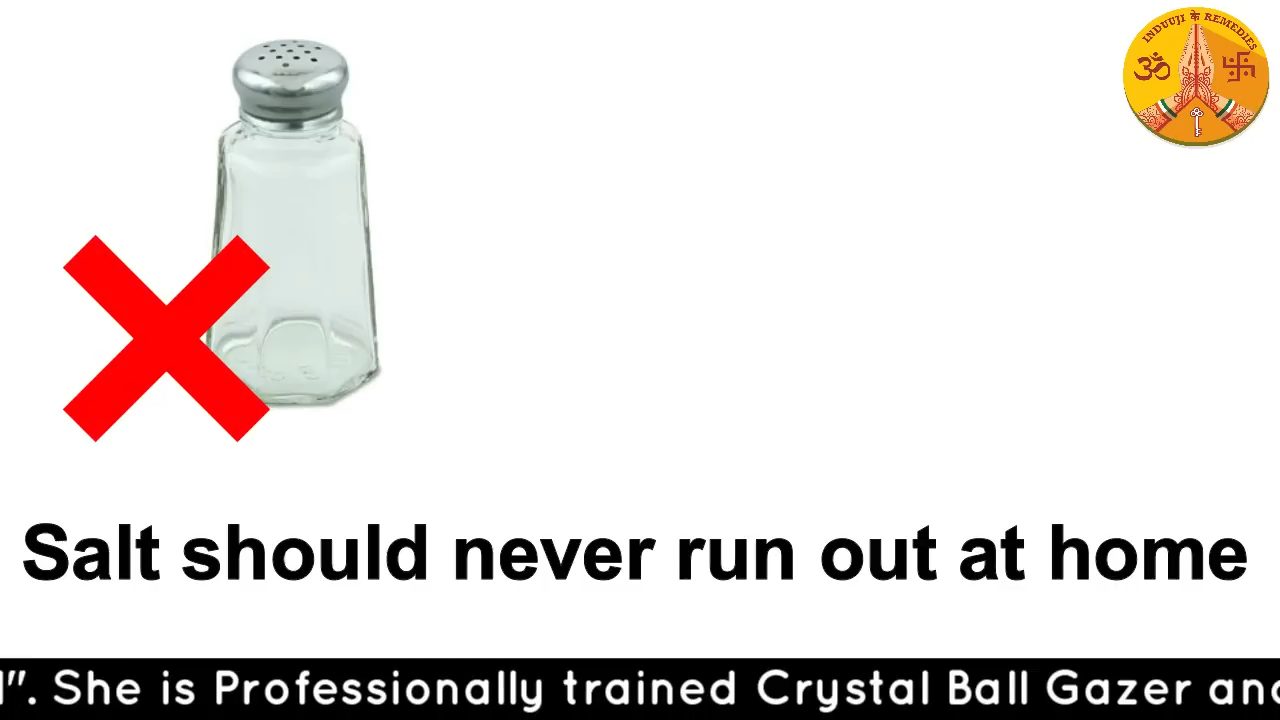 INDUUJI के REMEDIES
ॐ
Salt should never run out at home
". She is Professionally trained Crystal Ball Gazer and